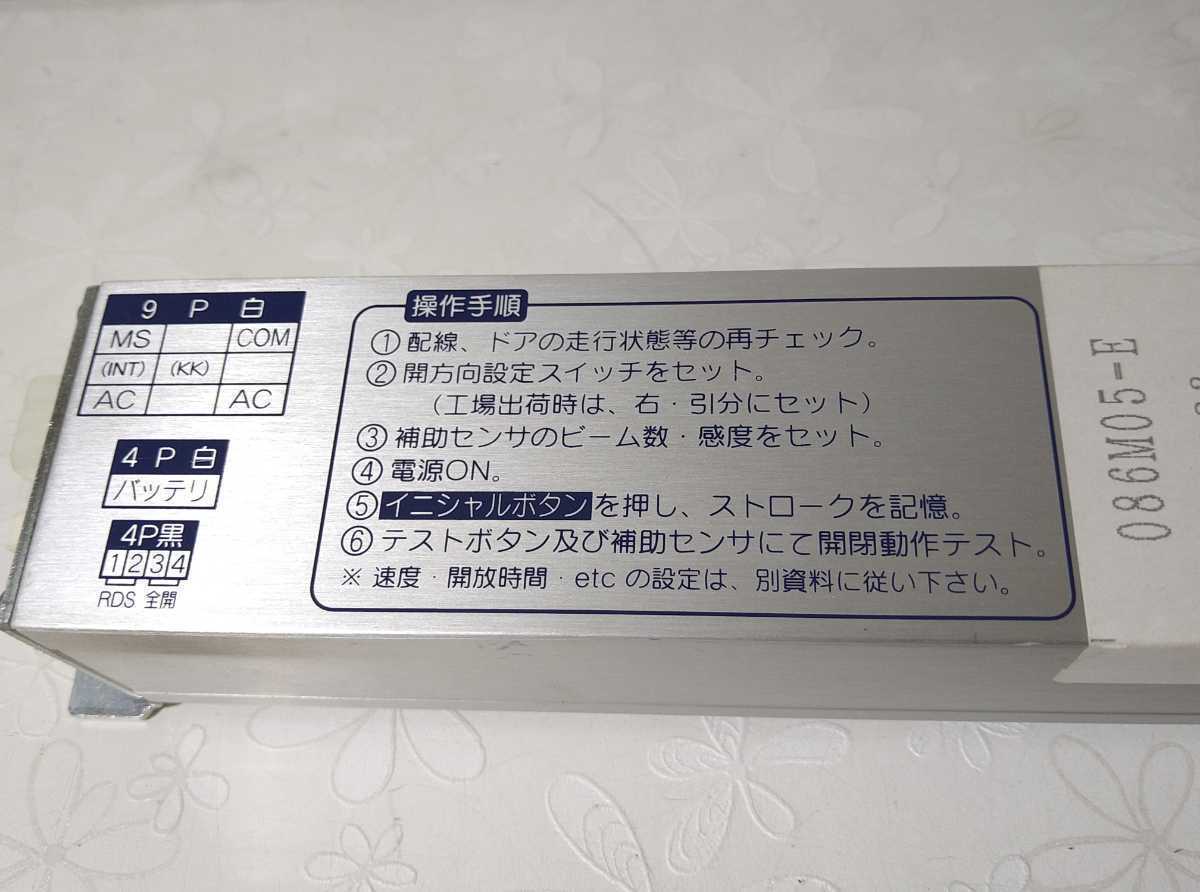 9 P 白
MS COM
(INT) (KK)
AC AC
4 P 白
バッテリ
4P黒
1 2 3 4
RDS 全開
操作手順
① 配線、ドアの走行状態等の再チェック。
② 開方向設定スイッチをセット。
（工場出荷時は、右・引分にセット）
③ 補助センサのビーム数・感度をセット。
④ 電源ON。
⑤ イニシャルボタンを押し、ストロークを記憶。
⑥ テストボタン及び補助センサにて開閉動作テスト。
※ 速度・開放時間・etc の設定は、別資料に従い下さい。
086M05-E